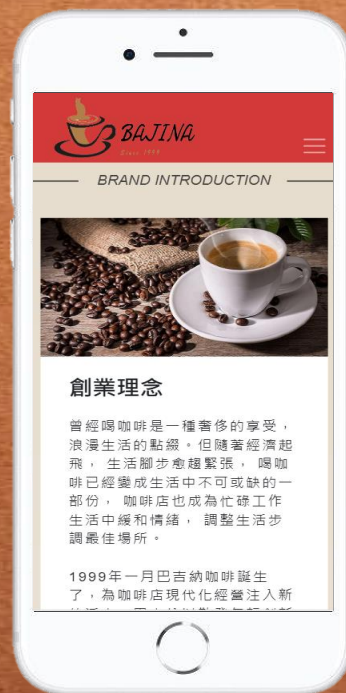 BAJINA
Since 1999
BRAND INTRODUCTION
創業理念
曾經喝咖啡是一種奢侈的享受，
浪漫生活的點綴。但隨著經濟起
飛， 生活腳步愈趨緊張， 喝咖
啡已經變成生活中不可或缺的一
部份， 咖啡店也成為忙碌工作
生活中緩和情緒， 調整生活步
調最佳場所。
1999年一月巴吉納咖啡誕生
了，為咖啡店現代化經營注入新